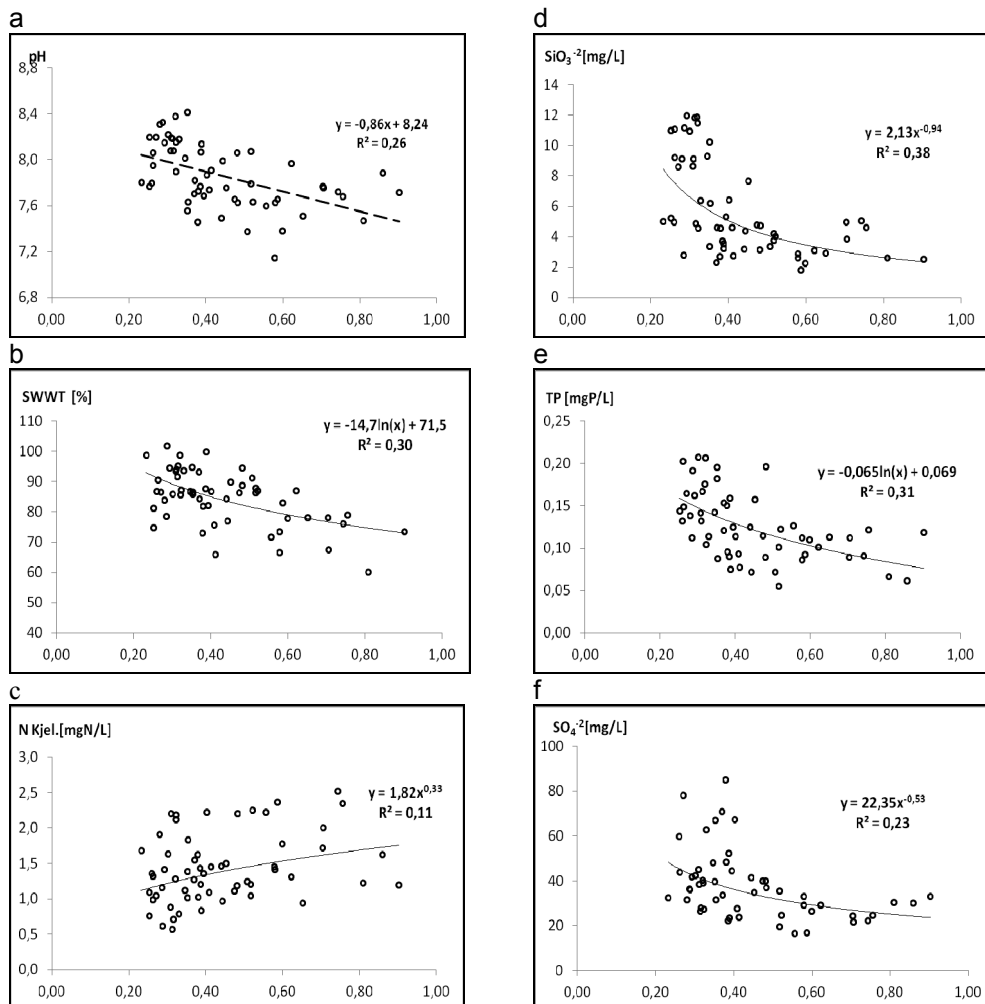 a
pH
8,8
8,4
8,0
7,6
7,2
6,8
y = -0,86x + 8,24
R² = 0,26
0,00 0,20 0,40 0,60 0,80 1,00
b
SWWT [%]
110
100
90
80
70
60
50
40
y = -14,7ln(x) + 71,5
R² = 0,30
0,00 0,20 0,40 0,60 0,80 1,00
c
N Kjel.[mgN/L]
3,0
2,5
2,0
1,5
1,0
0,5
0,0
y = 1,82x^0,33
R² = 0,11
0,00 0,20 0,40 0,60 0,80 1,00
d
SiO₃⁻²[mg/L]
14
12
10
8
6
4
2
0
y = 2,13x^-0,94
R² = 0,38
0,00 0,20 0,40 0,60 0,80 1,00
e
TP [mgP/L]
0,25
0,20
0,15
0,10
0,05
0,00
y = -0,065ln(x) + 0,069
R² = 0,31
0,00 0,20 0,40 0,60 0,80 1,00
f
SO₄⁻²[mg/L]
100
80
60
40
20
0
y = 22,35x^-0,53
R² = 0,23
0,00 0,20 0,40 0,60 0,80 1,00